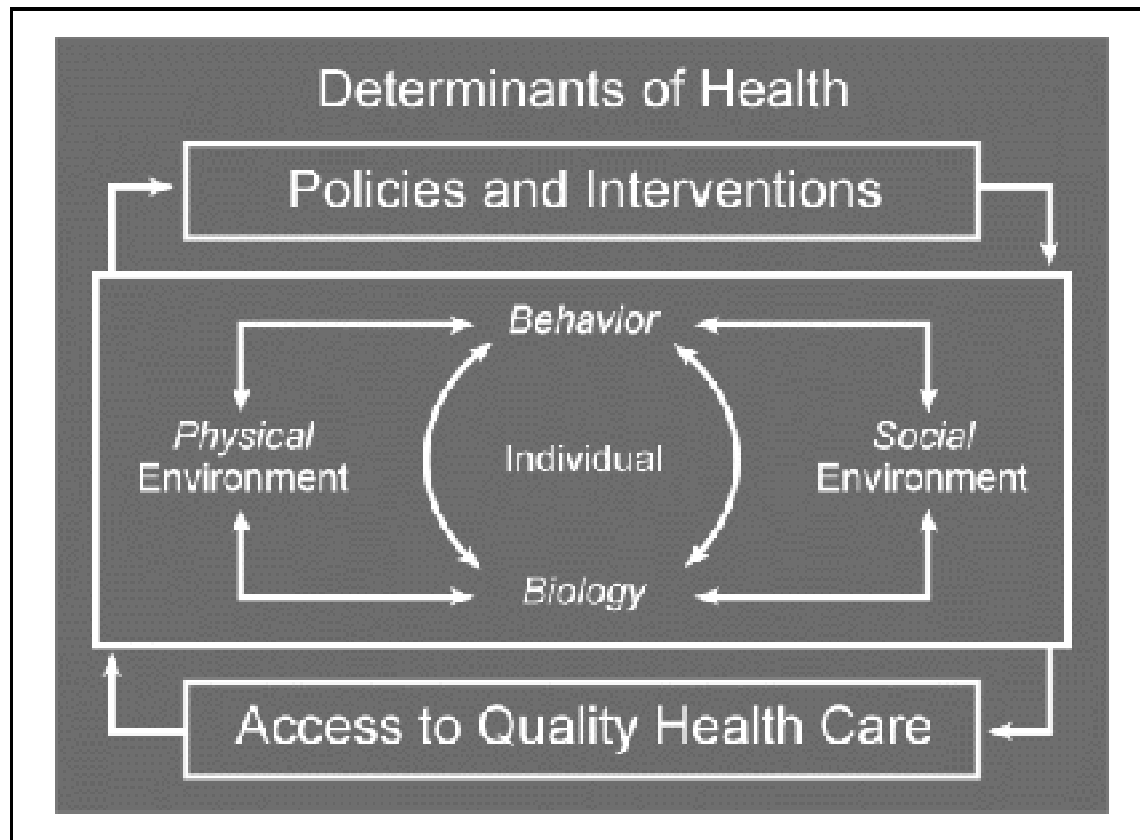 Determinants of Health
Policies and Interventions
Behavior
Physical
Environment
Individual
Social
Environment
Biology
Access to Quality Health Care